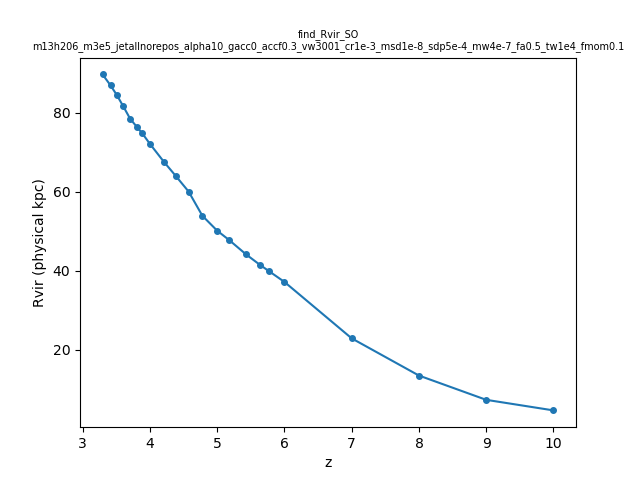 find_Rvir_SO
m13h206_m3e5_jetallnorepos_alpha10_gacc0_accf0.3_vw3001_cr1e-3_msd1e-8_sdp5e-4_mw4e-7_fa0.5_tw1e4_fmom0.1
Rvir (physical kpc)
80
60
40
20
3 4 5 6 7 8 9 10
z